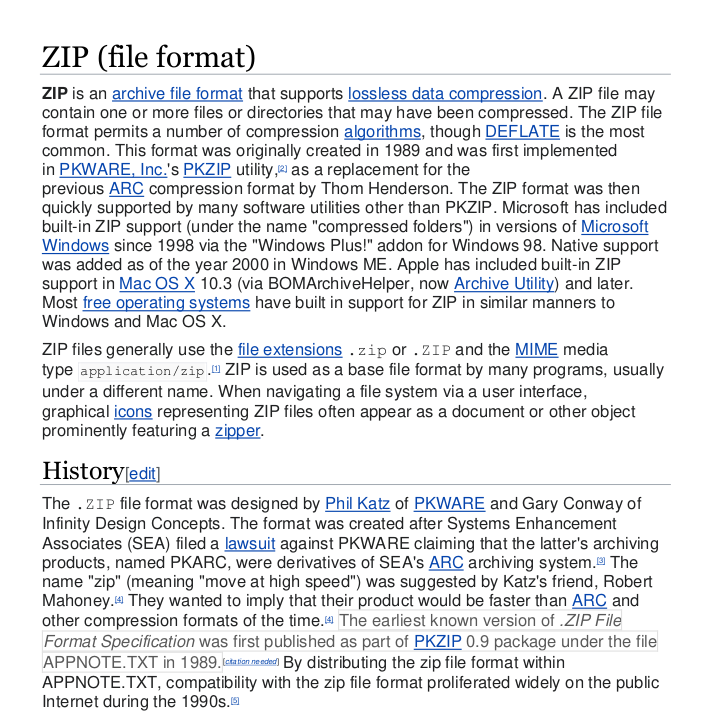 ZIP (file format)
ZIP is an archive file format that supports lossless data compression. A ZIP file may
contain one or more files or directories that may have been compressed. The ZIP file
format permits a number of compression algorithms, though DEFLATE is the most
common. This format was originally created in 1989 and was first implemented
in PKWARE, Inc.'s PKZIP utility,[2] as a replacement for the
previous ARC compression format by Thom Henderson. The ZIP format was then
quickly supported by many software utilities other than PKZIP. Microsoft has included
built-in ZIP support (under the name "compressed folders") in versions of Microsoft
Windows since 1998 via the "Windows Plus!" addon for Windows 98. Native support
was added as of the year 2000 in Windows ME. Apple has included built-in ZIP
support in Mac OS X 10.3 (via BOMArchiveHelper, now Archive Utility) and later.
Most free operating systems have built in support for ZIP in similar manners to
Windows and Mac OS X.
ZIP files generally use the file extensions .zip or .ZIP and the MIME media
type application/zip.[1] ZIP is used as a base file format by many programs, usually
under a different name. When navigating a file system via a user interface,
graphical icons representing ZIP files often appear as a document or other object
prominently featuring a zipper.
History[edit]
The .ZIP file format was designed by Phil Katz of PKWARE and Gary Conway of
Infinity Design Concepts. The format was created after Systems Enhancement
Associates (SEA) filed a lawsuit against PKWARE claiming that the latter's archiving
products, named PKARC, were derivatives of SEA's ARC archiving system.[3] The
name "zip" (meaning "move at high speed") was suggested by Katz's friend, Robert
Mahoney.[4] They wanted to imply that their product would be faster than ARC and
other compression formats of the time.[4] The earliest known version of .ZIP File
Format Specification was first published as part of PKZIP 0.9 package under the file
APPNOTE.TXT in 1989.[citation needed] By distributing the zip file format within
APPNOTE.TXT, compatibility with the zip file format proliferated widely on the public
Internet during the 1990s.[5]